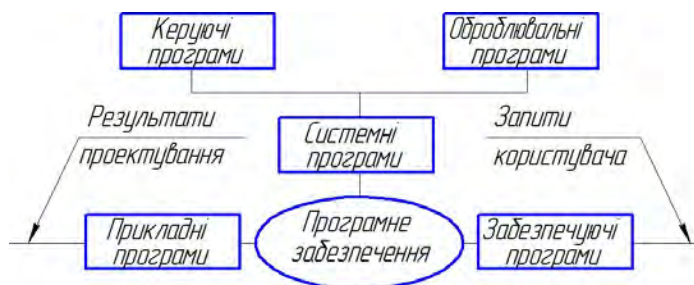 Керуючі
програми
Оброблювальні
програми
Результати
проектування
Системні
програми
Запити
користувача
Прикладні
програми
Програмне
забезпечення
Забезпечуючі
програми